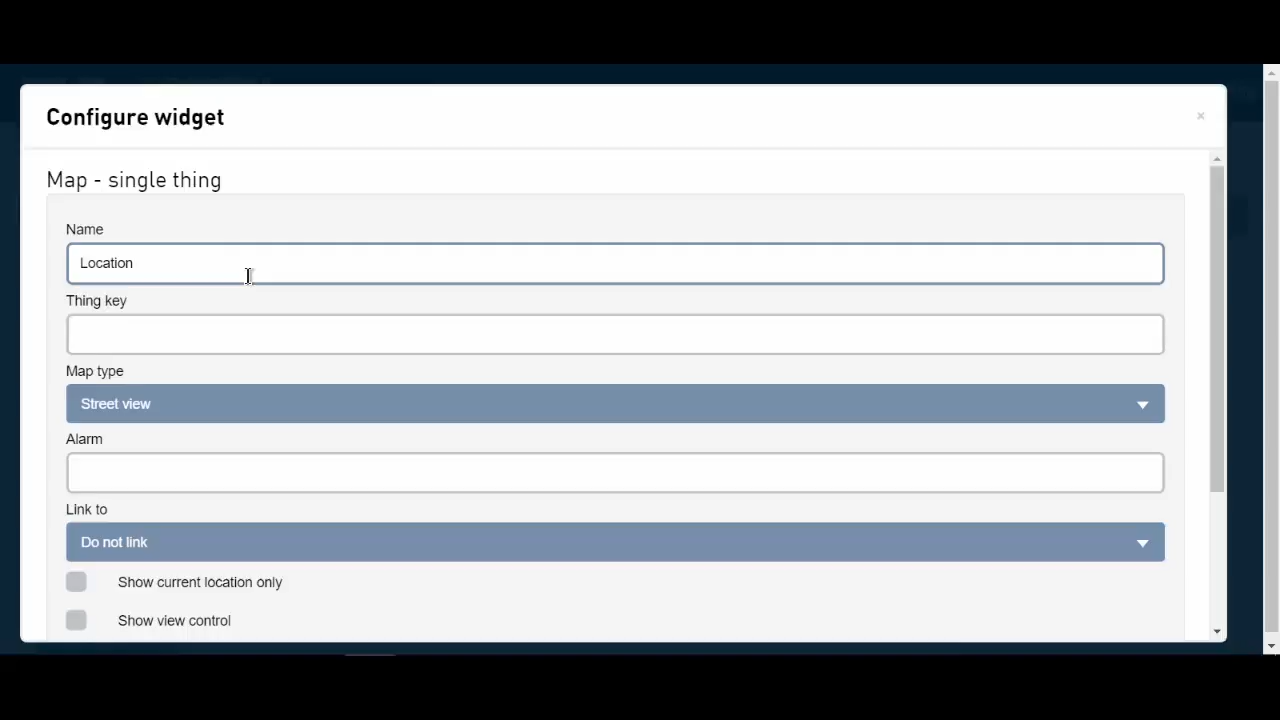 Configure widget
×
Map - single thing
Name
Location
Thing key
Map type
Street view
Alarm
Link to
Do not link
Show current location only
Show view control